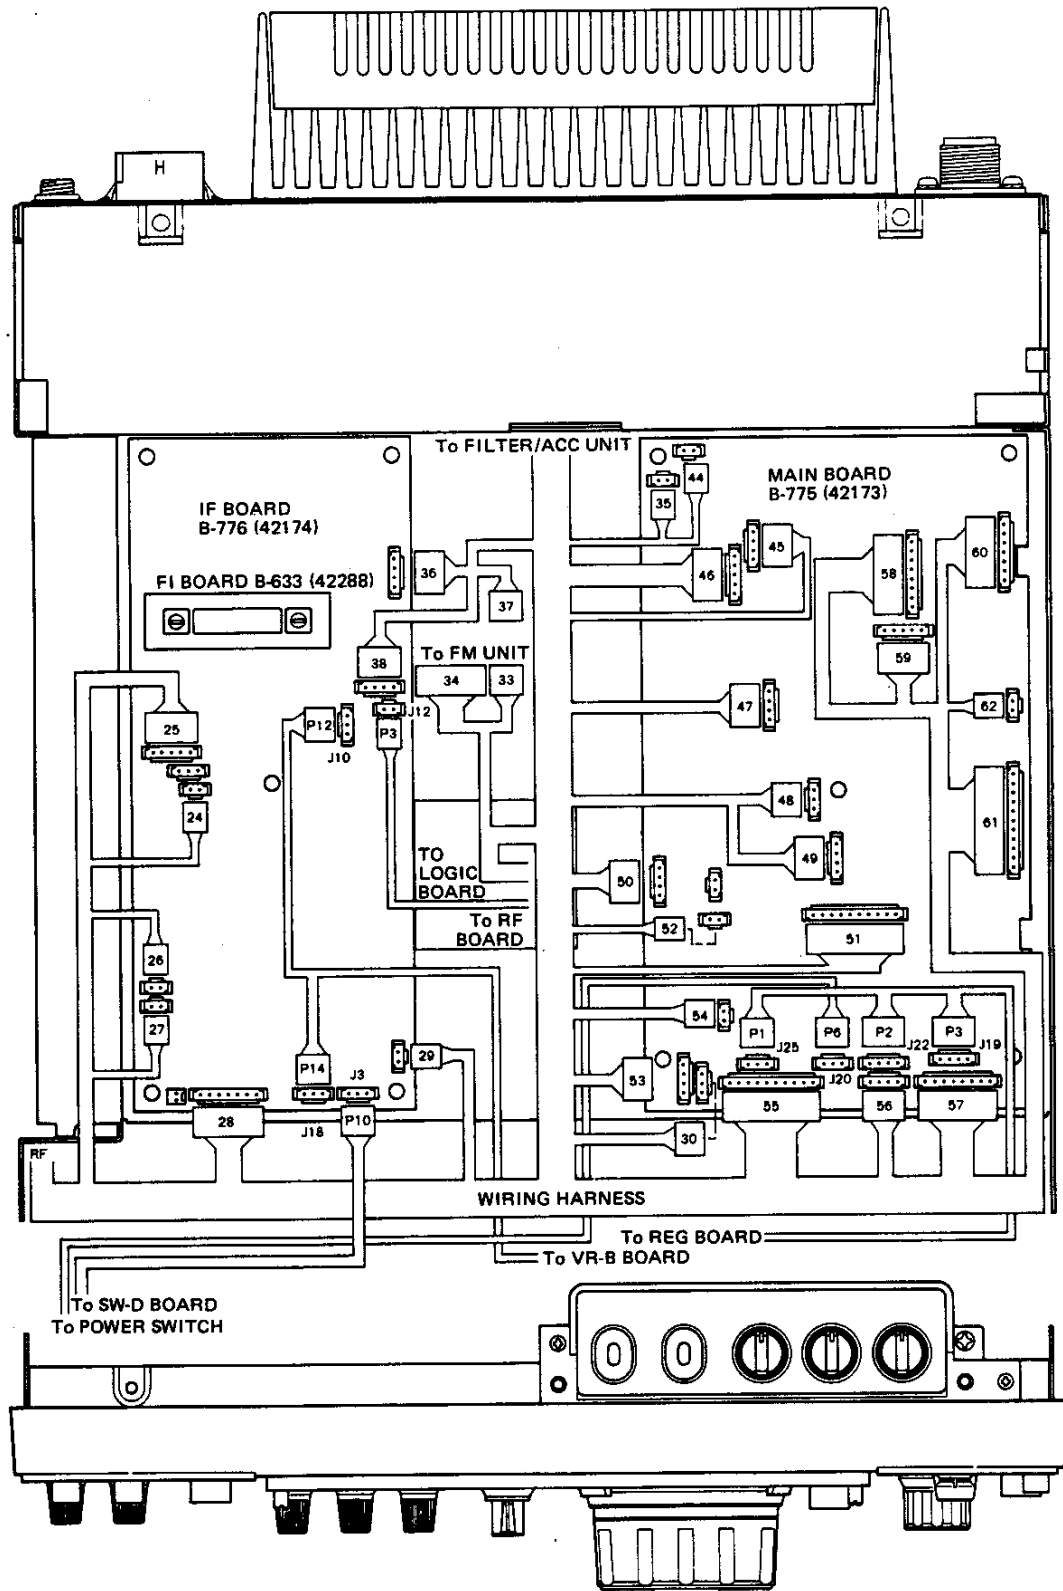 H
To FILTER/ACC UNIT
IF BOARD
B-776 (42174)
FI BOARD B-633 (42288)
MAIN BOARD
B-775 (42173)
44
35
36
37
45
46
58
60
59
38
To FM UNIT
34
33
25
P12
J10
J12
P3
47
62
24
48
49
61
TO
LOGIC
BOARD
To RF
BOARD
50
52
51
26
27
54
P1
P6
P2
P3
J25
J20
J22
J19
29
P14
J3
53
28
J18
P10
55
56
57
30
RF
WIRING HARNESS
To REG BOARD
To VR-B BOARD
To SW-D BOARD
To POWER SWITCH